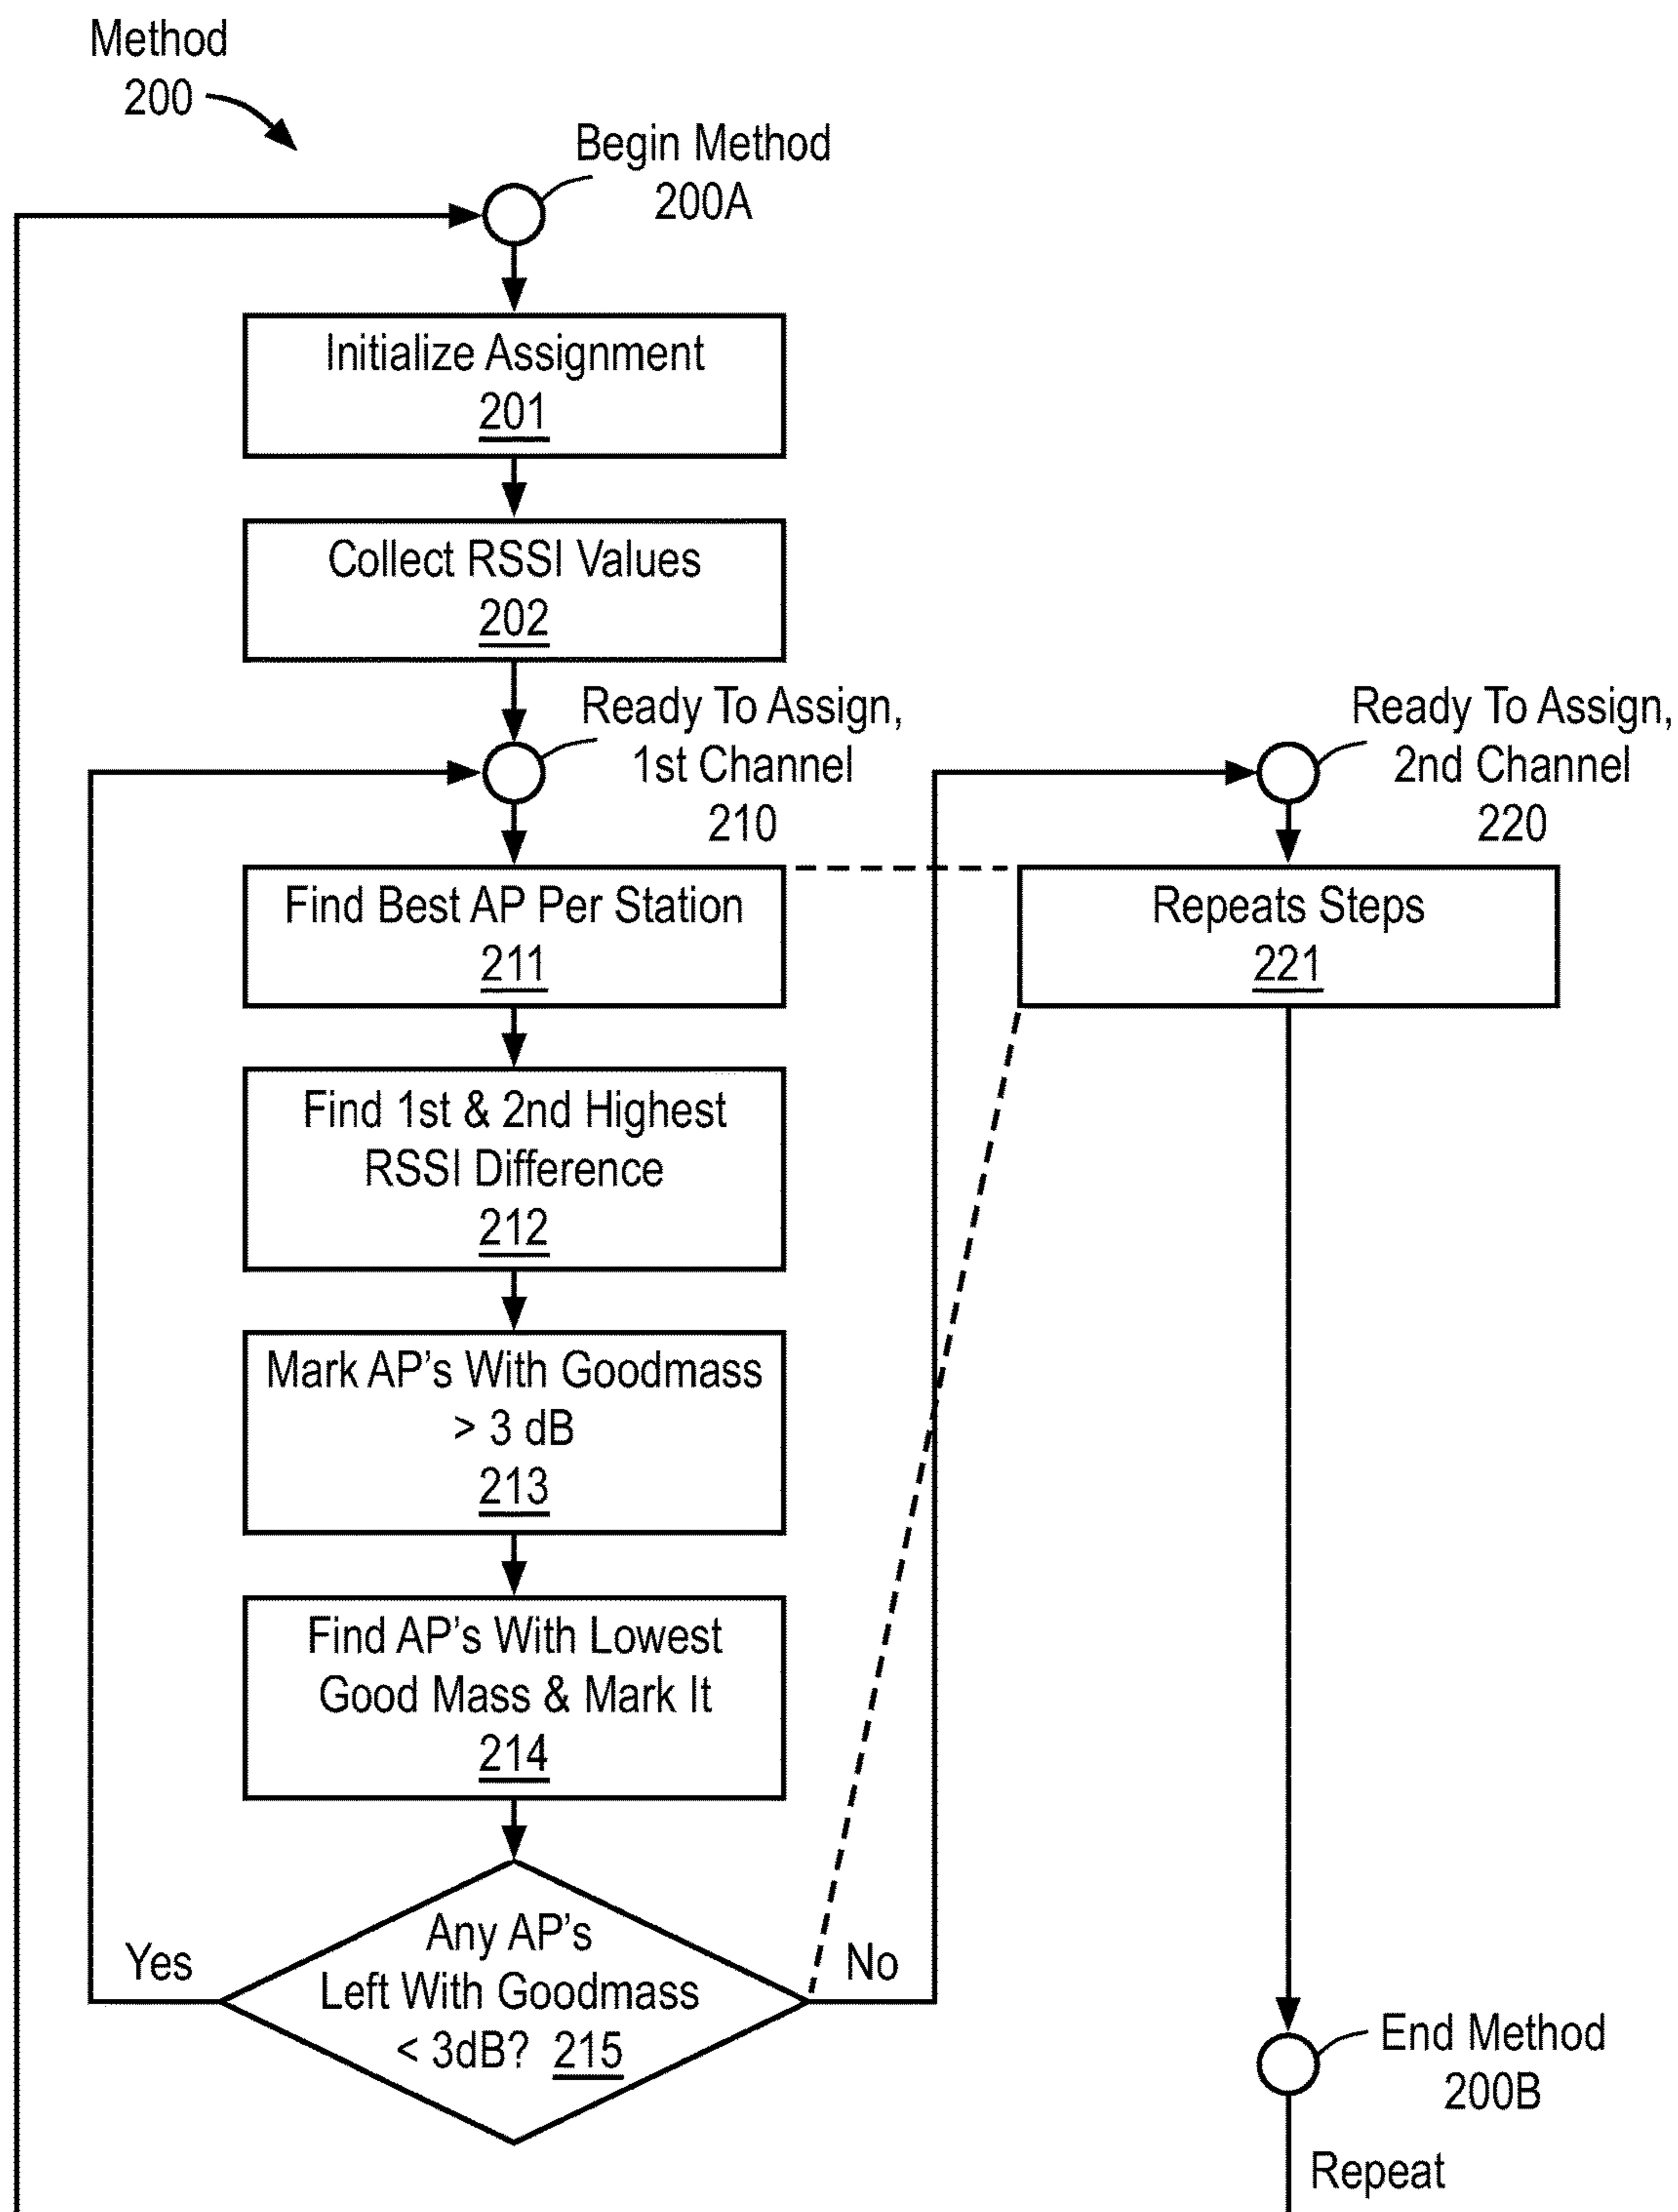 Method
200
Begin Method
200A
Initialize Assignment
201
Collect RSSI Values
202
Ready To Assign,
1st Channel
210
Ready To Assign,
2nd Channel
220
Find Best AP Per Station
211
Repeats Steps
221
Find 1st & 2nd Highest
RSSI Difference
212
Mark AP's With Goodmass
> 3 dB
213
Find AP's With Lowest
Good Mass & Mark It
214
Any AP's
Left With Goodmass
< 3dB? 215
Yes
No
End Method
200B
Repeat